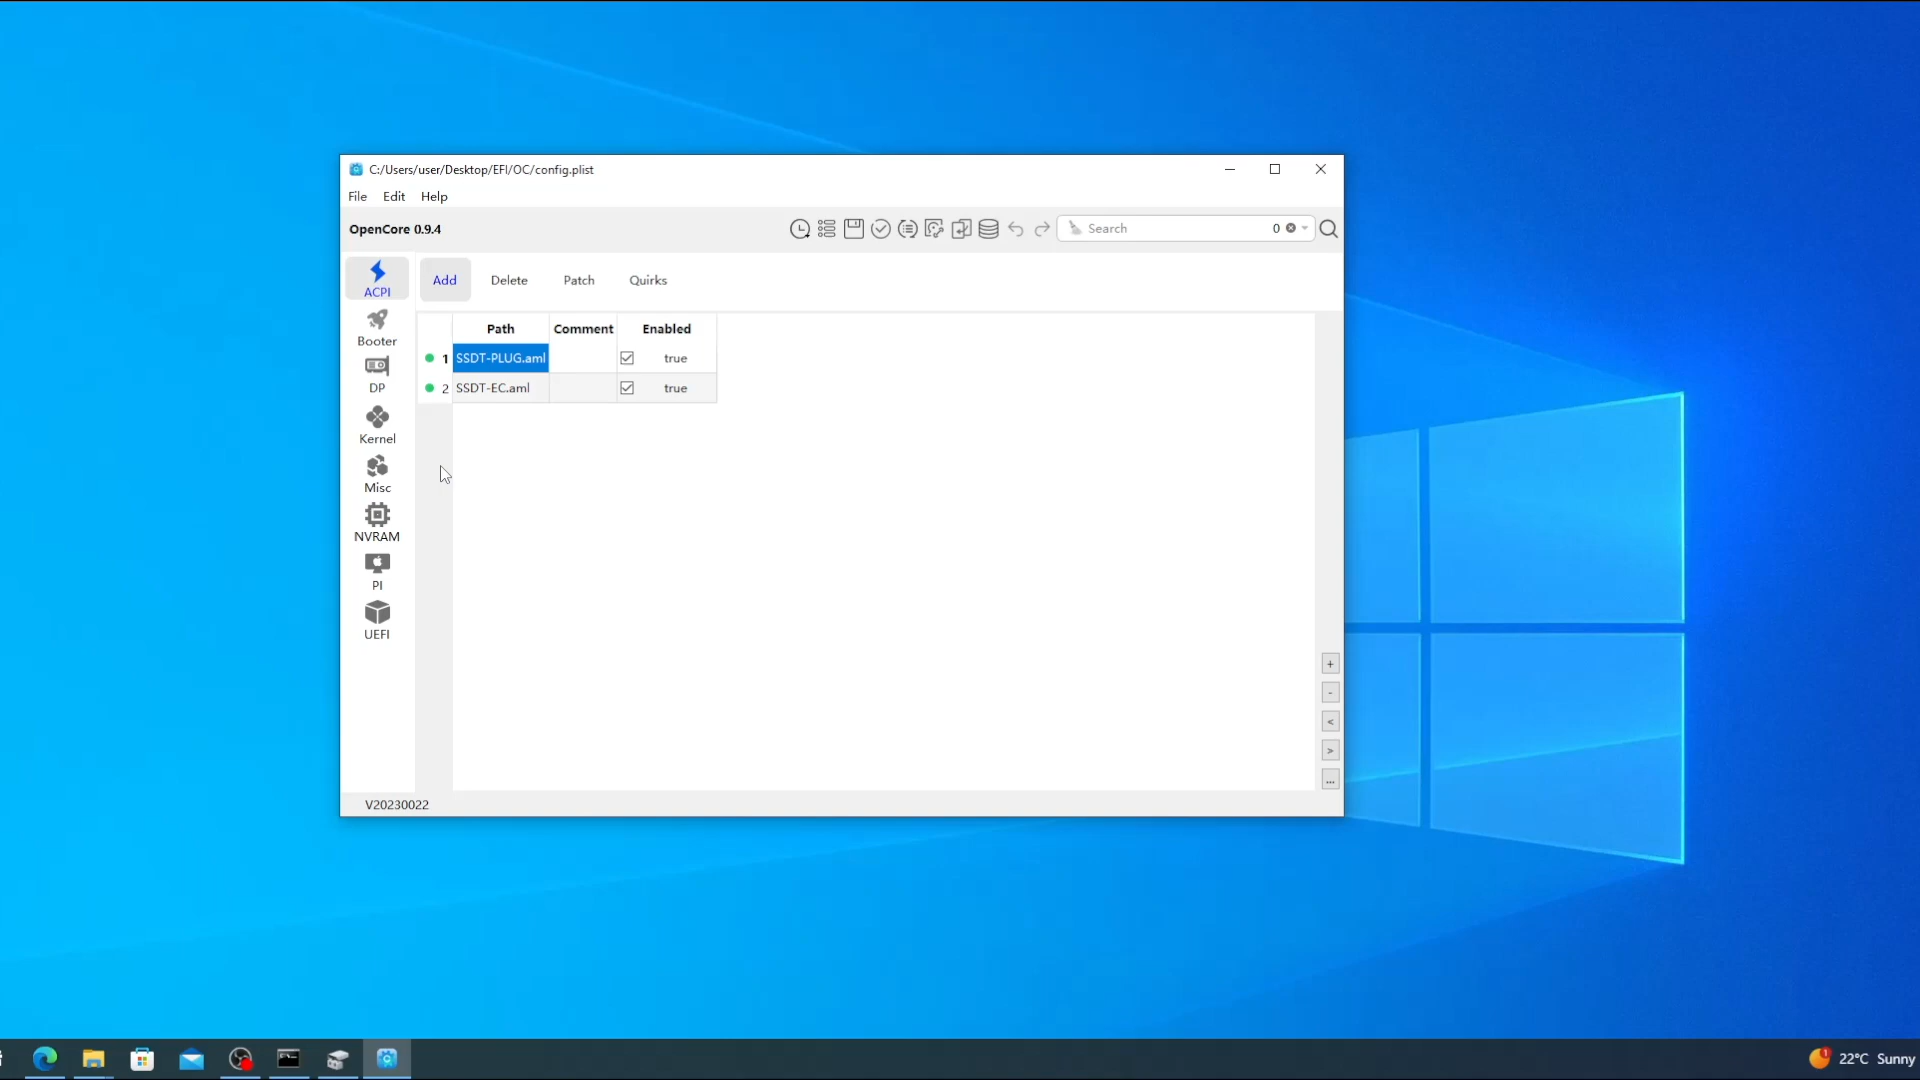 C:/Users/user/Desktop/EFI/OC/config.plist
File Edit Help
OpenCore 0.9.4
Search 0
ACPI
Booter
DP
Kernel
Misc
NVRAM
PI
UEFI
Add Delete Patch Quirks
Path Comment Enabled
1 SSDT-PLUG.aml true
2 SSDT-EC.aml true
+
-
<
>
...
V20230022
1 22°C Sunny